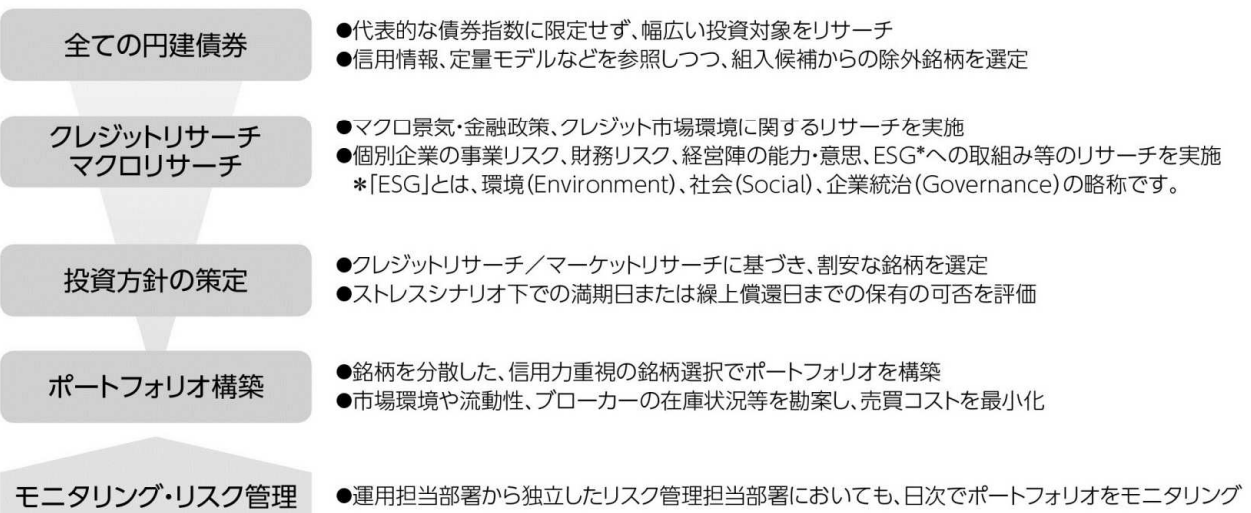 全ての円建債券
●代表的な債券指数に限定せず、幅広い投資対象をリサーチ
●信用情報、定量モデルなどを参照しつつ、組入候補からの除外銘柄を選定
クレジットリサーチ
マクロリサーチ
●マクロ景気・金融政策、クレジット市場環境に関するリサーチを実施
●個別企業の事業リスク、財務リスク、経営陣の能力・意思、ESG*への取組み等のリサーチを実施
*「ESG」とは、環境(Environment)、社会(Social)、企業統治(Governance)の略称です。
投資方針の策定
●クレジットリサーチ／マーケットリサーチに基づき、割安な銘柄を選定
●ストレスシナリオ下での満期日または繰上償還日までの保有の可否を評価
ポートフォリオ構築
●銘柄を分散した、信用力重視の銘柄選択でポートフォリオを構築
●市場環境や流動性、ブローカーの在庫状況等を勘案し、売買コストを最小化
モニタリング・リスク管理
●運用担当部署から独立したリスク管理担当部署においても、日次でポートフォリオをモニタリング